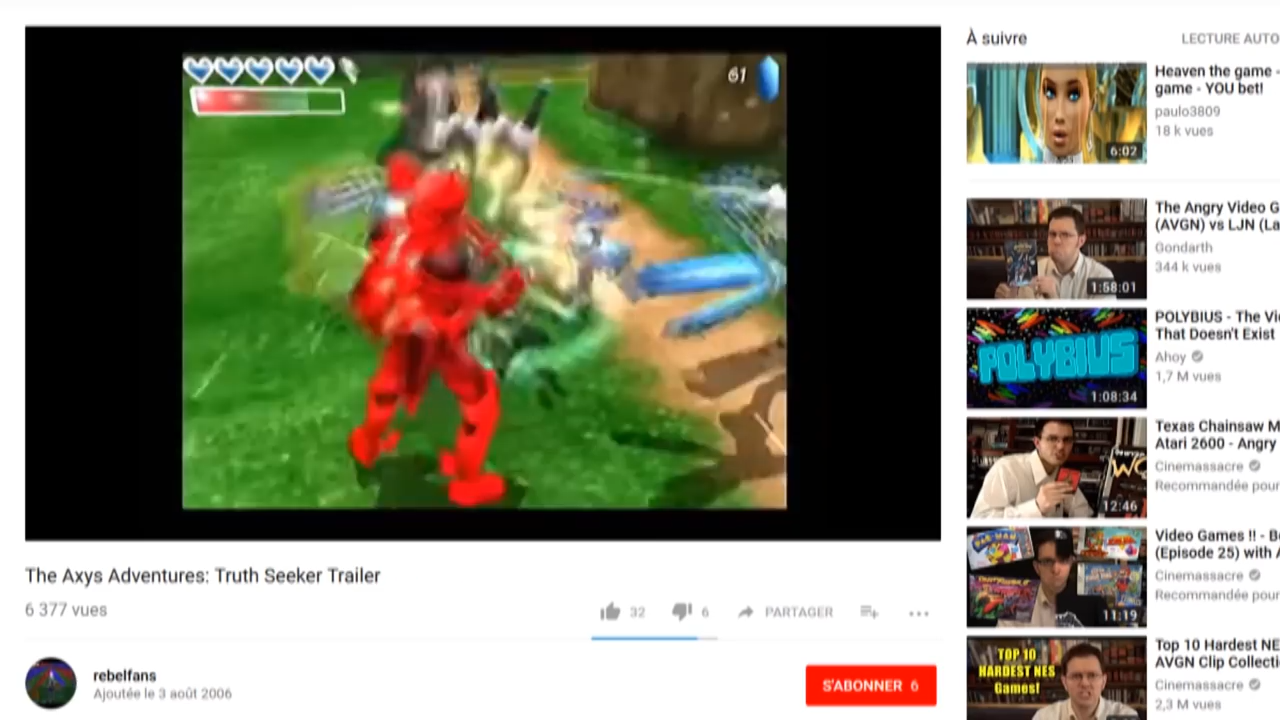 61
The Axys Adventures: Truth Seeker Trailer
6 377 vues
32
6
PARTAGER
rebelfans
Ajoutée le 3 août 2006
S'ABONNER 6
À suivre
LECTURE AUTO
6:02
Heaven the game -
game - YOU bet!
paulo3809
18 k vues
1:58:01
The Angry Video G
(AVGN) vs LJN (La
Gondarth
344 k vues
POLYBIUS
1:08:34
POLYBIUS - The Vi
That Doesn't Exist
Ahoy
1,7 M vues
WO
12:46
Texas Chainsaw M
Atari 2600 - Angry
Cinemassacre
Recommandée pour
PAC-MAN
11:19
Video Games !! - B
(Episode 25) with A
Cinemassacre
Recommandée pour
TOP 10
HARDEST NES
Games!
Top 10 Hardest NE
AVGN Clip Collecti
Cinemassacre
2,3 M vues